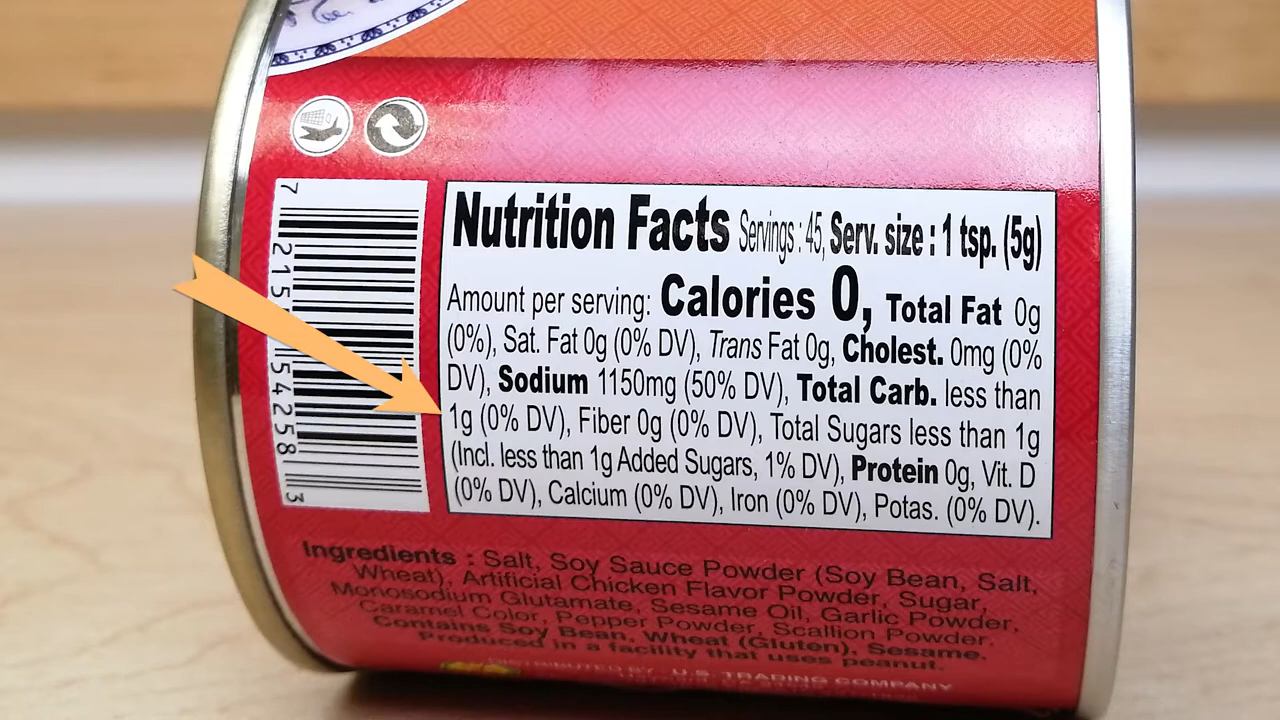 Nutrition Facts Servings : 45, Serv. size : 1 tsp. (5g)
Amount per serving: Calories 0, Total Fat 0g
(0%), Sat. Fat 0g (0% DV), Trans Fat 0g, Cholest. 0mg (0%
DV), Sodium 1150mg (50% DV), Total Carb. less than
1g (0% DV), Fiber 0g (0% DV), Total Sugars less than 1g
(Incl. less than 1g Added Sugars, 1% DV), Protein 0g, Vit. D
(0% DV), Calcium (0% DV), Iron (0% DV), Potas. (0% DV).
Ingredients : Salt, Soy Sauce Powder (Soy Bean, Salt,
Wheat), Artificial Chicken Flavor Powder, Sugar,
Monosodium Glutamate, Sesame Oil, Garlic Powder,
Caramel Color, Pepper Powder, Scallion Powder.
Contains Soy Bean, Wheat (Gluten), Sesame.
Produced in a facility that uses peanut.
DISTRIBUTED BY: U.S. TRADING COMPANY